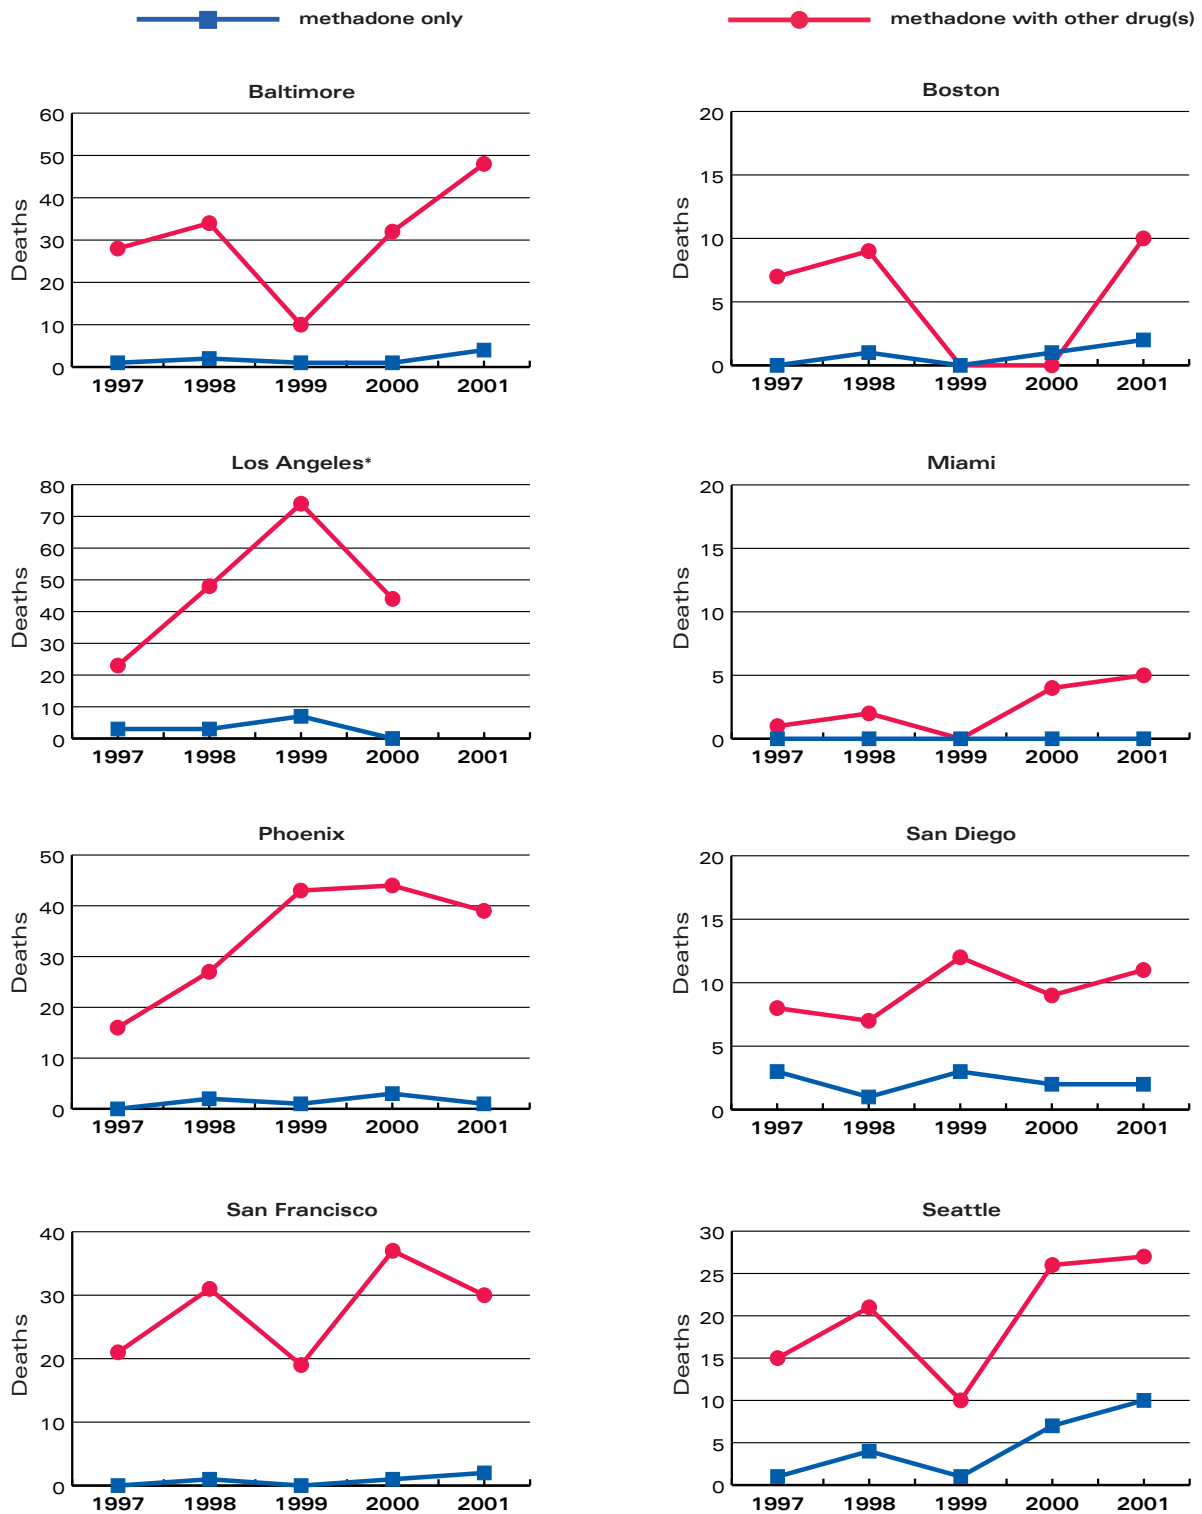 methadone only
methadone with other drug(s)
Baltimore
Deaths
60
50
40
30
20
10
0
1997 1998 1999 2000 2001
Boston
Deaths
20
15
10
5
0
1997 1998 1999 2000 2001
Los Angeles*
Deaths
80
70
60
50
40
30
20
10
0
1997 1998 1999 2000 2001
Miami
Deaths
20
15
10
5
0
1997 1998 1999 2000 2001
Phoenix
Deaths
50
40
30
20
10
0
1997 1998 1999 2000 2001
San Diego
Deaths
20
15
10
5
0
1997 1998 1999 2000 2001
San Francisco
Deaths
40
30
20
10
0
1997 1998 1999 2000 2001
Seattle
Deaths
30
25
20
15
10
5
0
1997 1998 1999 2000 2001